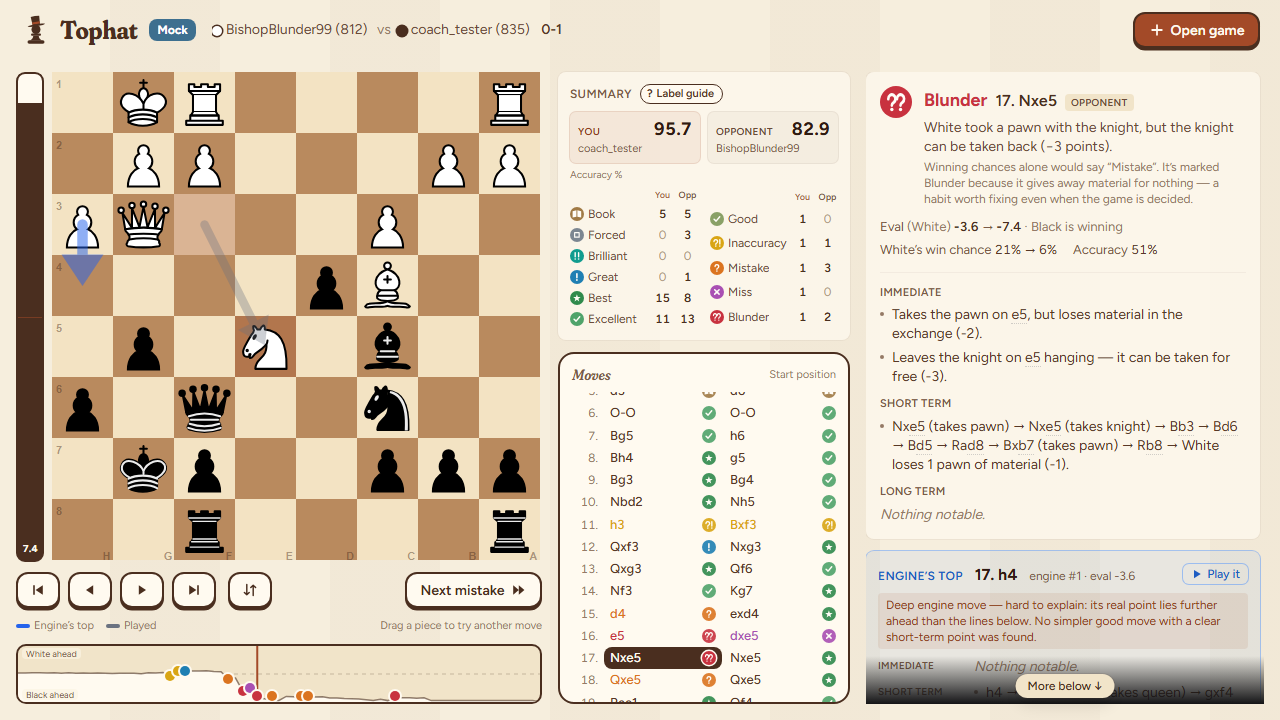 Tophat
Mock
BishopBlunder99 (812) vs coach_tester (835) 0-1
Open game
1
2
3
4
5
6
7
8
H G F E D C B A
7.4
Next mistake
Engine's top Played
Drag a piece to try another move
White ahead
Black ahead
SUMMARY ? Label guide
YOU 95.7
coach_tester
OPPONENT 82.9
BishopBlunder99
Accuracy %
You Opp
Book 5 5
Forced 0 3
Brilliant 0 0
Great 0 1
Best 15 8
Excellent 11 13
You Opp
Good 1 0
Inaccuracy 1 1
Mistake 1 3
Miss 1 0
Blunder 1 2
Moves Start position
6. O-O O-O
7. Bg5 h6
8. Bh4 g5
9. Bg3 Bg4
10. Nbd2 Nh5
11. h3 Bxf3
12. Qxf3 Nxg3
13. Qxg3 Qf6
14. Nf3 Kg7
15. d4 exd4
16. e5 dxe5
17. Nxe5 Nxe5
18. Qxe5 Qxe5
Blunder 17. Nxe5 OPPONENT
White took a pawn with the knight, but the knight
can be taken back (−3 points).
Winning chances alone would say “Mistake”. It’s marked
Blunder because it gives away material for nothing — a
habit worth fixing even when the game is decided.
Eval (White) -3.6 → -7.4 · Black is winning
White’s win chance 21% → 6% Accuracy 51%
IMMEDIATE
• Takes the pawn on e5, but loses material in the
exchange (-2).
• Leaves the knight on e5 hanging — it can be taken for
free (-3).
SHORT TERM
• Nxe5 (takes pawn) → Nxe5 (takes knight) → Bb3 → Bd6
→ Bd5 → Rad8 → Bxb7 (takes pawn) → Rb8 → White
loses 1 pawn of material (-1).
LONG TERM
Nothing notable.
ENGINE’S TOP 17. h4 engine #1 · eval -3.6 Play it
Deep engine move — hard to explain: its real point lies further
ahead than the lines below. No simpler good move with a clear
short-term point was found.
IMMEDIATE Nothing notable.
SHORT TERM • h4 → akes queen) → gxf4
More below ↓